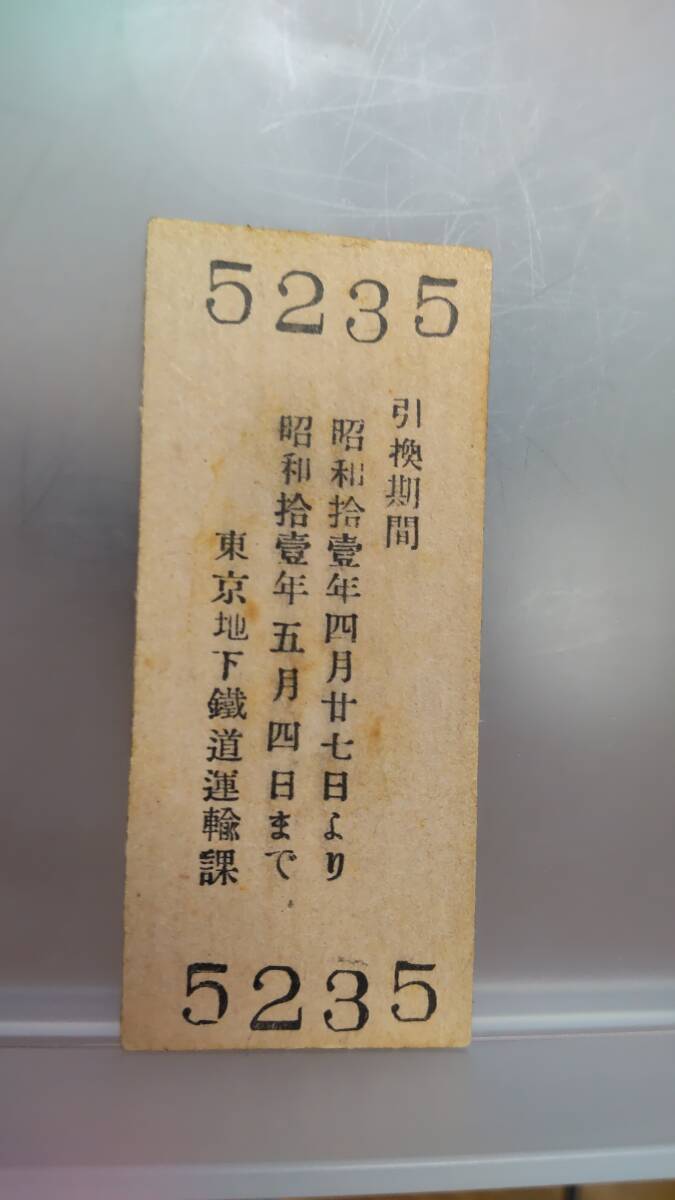 5235
引換期間
昭和拾壹年四月廿七日より
昭和拾壹年五月四日まで
東京地下鐵道運輸課
5235